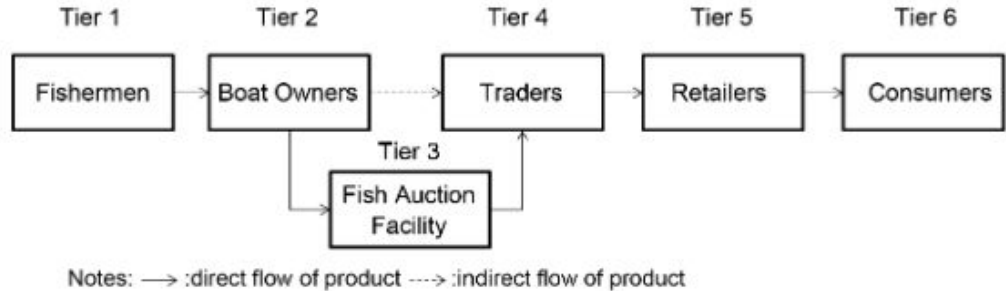 Tier 1 Tier 2 Tier 4 Tier 5 Tier 6
Fishermen Boat Owners Traders Retailers Consumers
Tier 3
Fish Auction
Facility
Notes: ⟶ :direct flow of product ----> :indirect flow of product